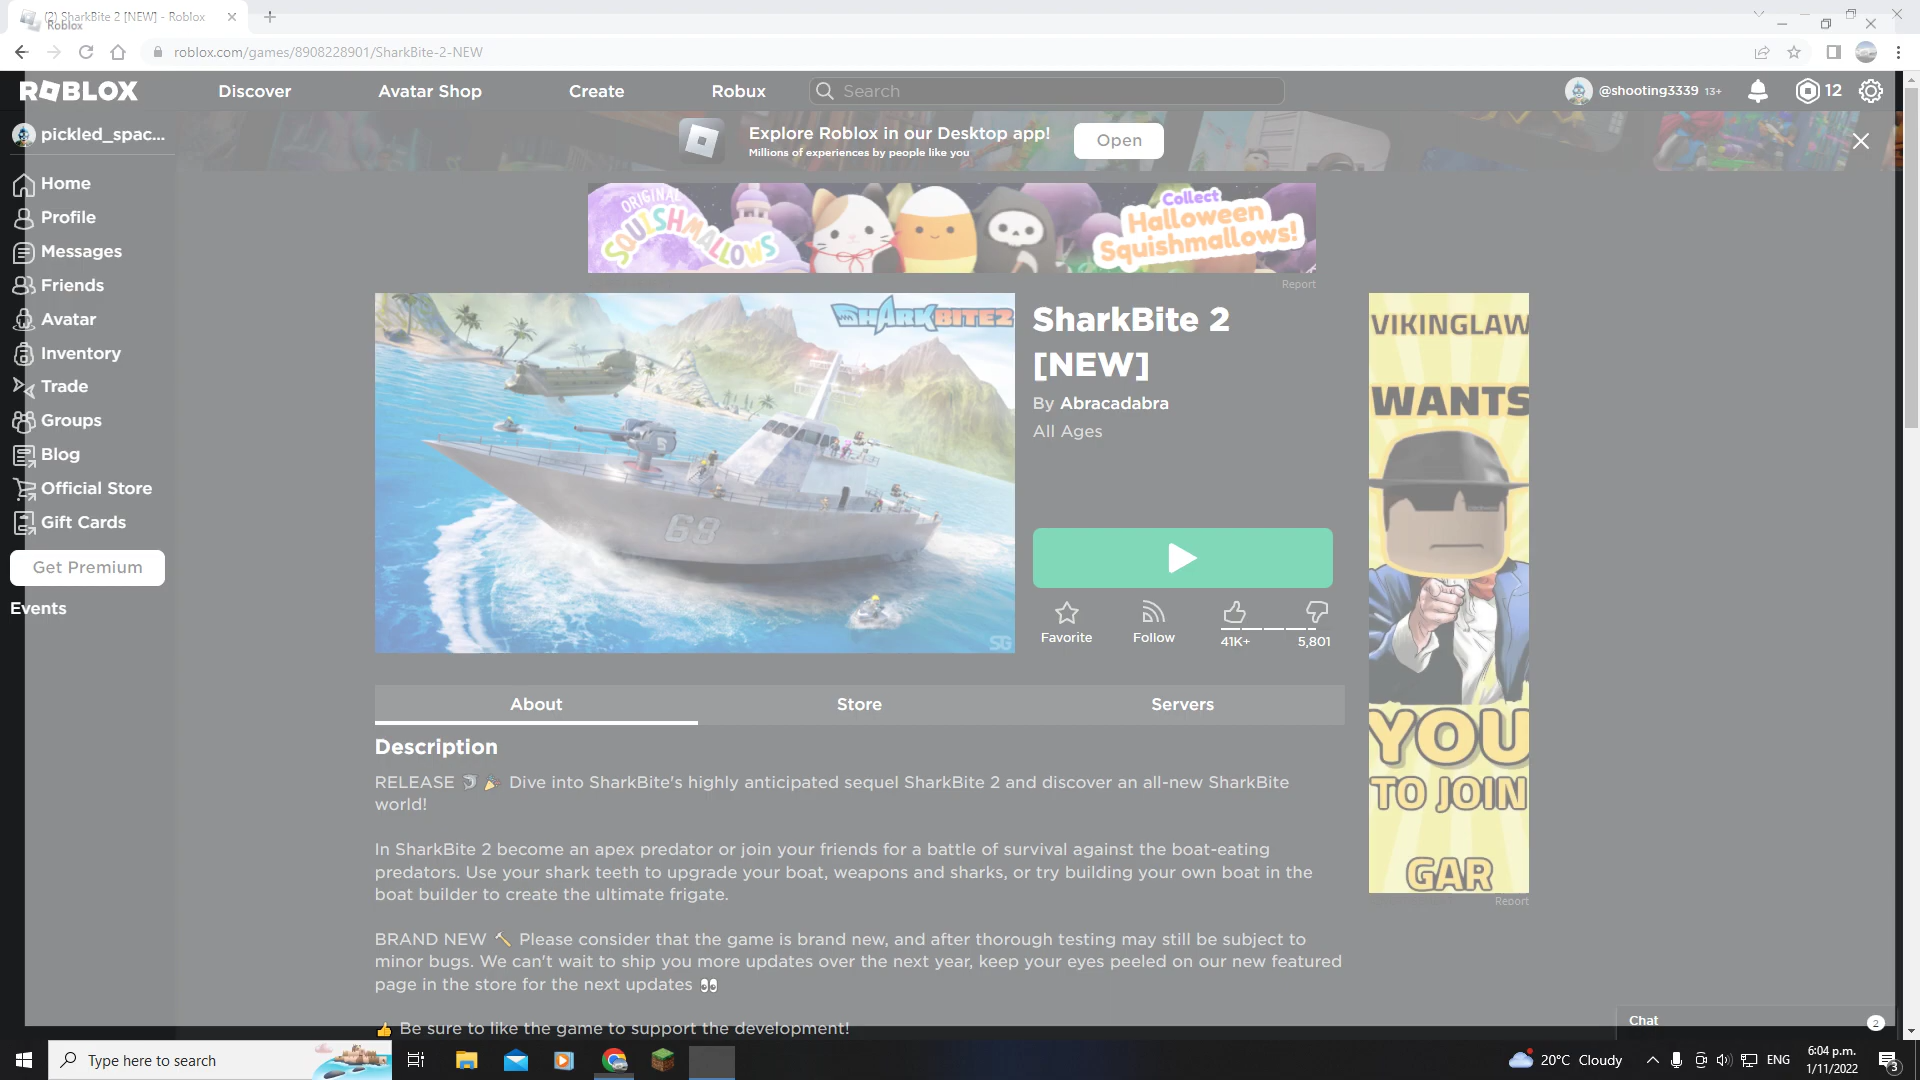 (2) SharkBite 2 [NEW] - Roblox
Roblox
roblox.com/games/8908228901/SharkBite-2-NEW
ROBLOX
Discover
Avatar Shop
Create
Robux
Search
@shooting3339 13+
12
pickled_spac...
Explore Roblox in our Desktop app!
Millions of experiences by people like you
Open
Home
Profile
Messages
Friends
Avatar
Inventory
Trade
Groups
Blog
Official Store
Gift Cards
Get Premium
Events
ORIGINAL
SQUISHMALLOWS
Collect
Halloween
Squishmallows!
Report
SHARKBITE2
68
SG
SharkBite 2
[NEW]
By Abracadabra
All Ages
Favorite
Follow
41K+
5,801
VIKINGLAW
WANTS
YOU
TO JOIN
GAR
Report
About
Store
Servers
Description
RELEASE 🦈 🎉 Dive into SharkBite's highly anticipated sequel SharkBite 2 and discover an all-new SharkBite
world!
In SharkBite 2 become an apex predator or join your friends for a battle of survival against the boat-eating
predators. Use your shark teeth to upgrade your boat, weapons and sharks, or try building your own boat in the
boat builder to create the ultimate frigate.
BRAND NEW 🔨 Please consider that the game is brand new, and after thorough testing may still be subject to
minor bugs. We can't wait to ship you more updates over the next year, keep your eyes peeled on our new featured
page in the store for the next updates 👀
👍 Be sure to like the game to support the development!
Chat
2
Type here to search
20°C Cloudy
ENG
6:04 p.m.
1/11/2022
3